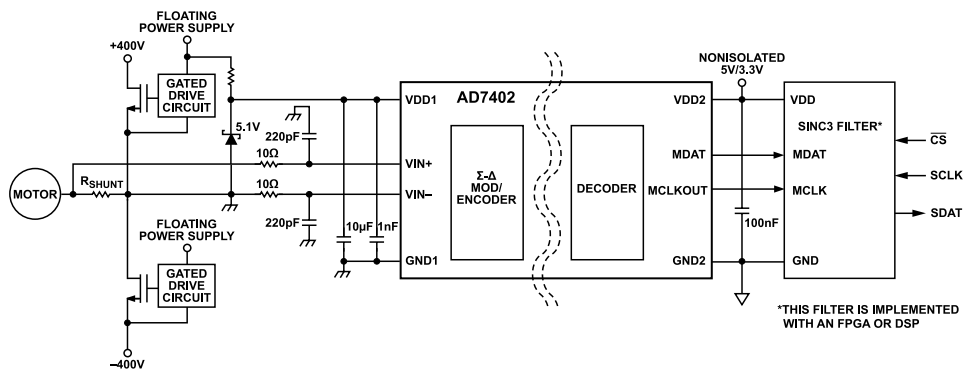 FLOATING
POWER SUPPLY
+400V
GATED
DRIVE
CIRCUIT
5.1V
220pF
10Ω
MOTOR
RSHUNT
10Ω
220pF
10µF
1nF
FLOATING
POWER SUPPLY
GATED
DRIVE
CIRCUIT
–400V
AD7402
VDD1
VIN+
VIN–
GND1
Σ-Δ
MOD/
ENCODER
DECODER
VDD2
MDAT
MCLKOUT
GND2
NONISOLATED
5V/3.3V
100nF
VDD
SINC3 FILTER*
MDAT
MCLK
GND
CS
SCLK
SDAT
*THIS FILTER IS IMPLEMENTED
WITH AN FPGA OR DSP